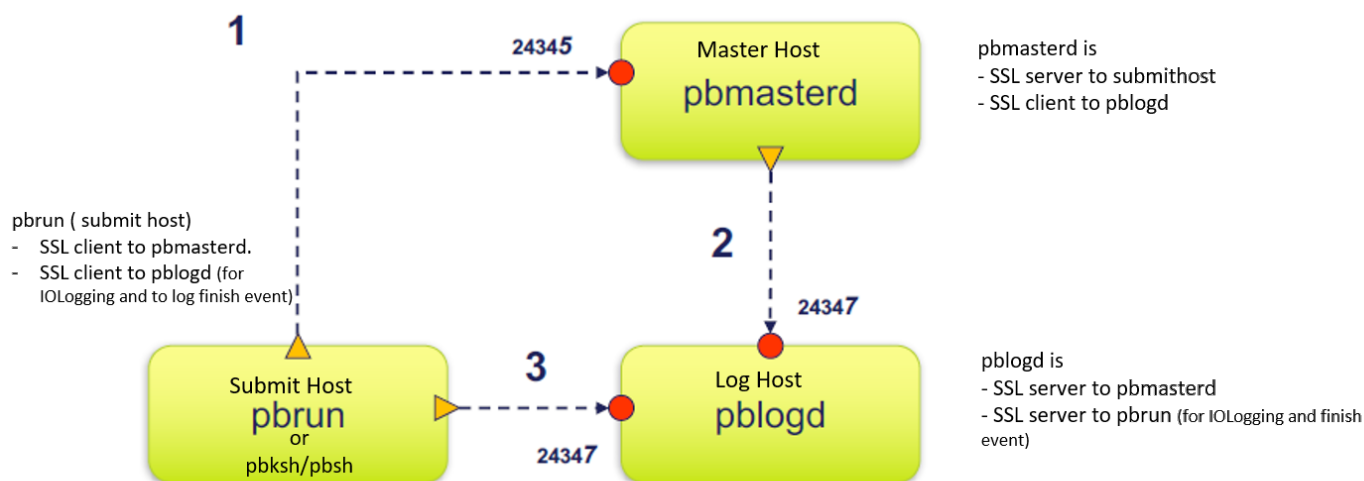 1
24345
Master Host
pbmasterd
pbmasterd is
- SSL server to submithost
- SSL client to pblogd
pbrun ( submit host)
- SSL client to pbmasterd.
- SSL client to pblogd (for
IOLogging and to log finish event)
2
24347
Submit Host
pbrun
or
pbksh/pbsh
3
24347
Log Host
pblogd
pblogd is
- SSL server to pbmasterd
- SSL server to pbrun (for IOLogging and finish
event)